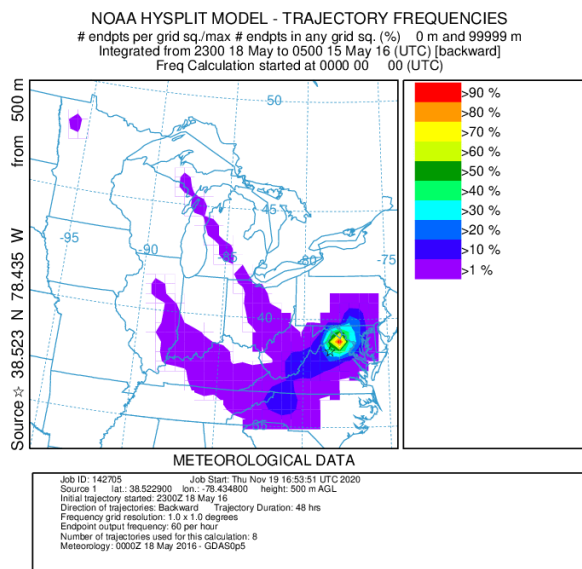 NOAA HYSPLIT MODEL - TRAJECTORY FREQUENCIES
# endpts per grid sq./max # endpts in any grid sq. (%)    0 m and 99999 m
Integrated from 2300 18 May to 0500 15 May 16 (UTC) [backward]
Freq Calculation started at 0000 00    00 (UTC)
Source ☆ 38.523 N 78.435 W    from 500 m
50
45
-95
-90
-85
-75
40
>90 %
>80 %
>70 %
>60 %
>50 %
>40 %
>30 %
>20 %
>10 %
>1 %
METEOROLOGICAL DATA
Job ID: 142705    Job Start: Thu Nov 19 16:53:51 UTC 2020
Source 1    lat.: 38.522900    lon.: -78.434800    height: 500 m AGL
Initial trajectory started: 2300Z 18 May 16
Direction of trajectories: Backward    Trajectory Duration: 48 hrs
Frequency grid resolution: 1.0 x 1.0 degrees
Endpoint output frequency: 60 per hour
Number of trajectories used for this calculation: 8
Meteorology: 0000Z 18 May 2016 - GDAS0p5